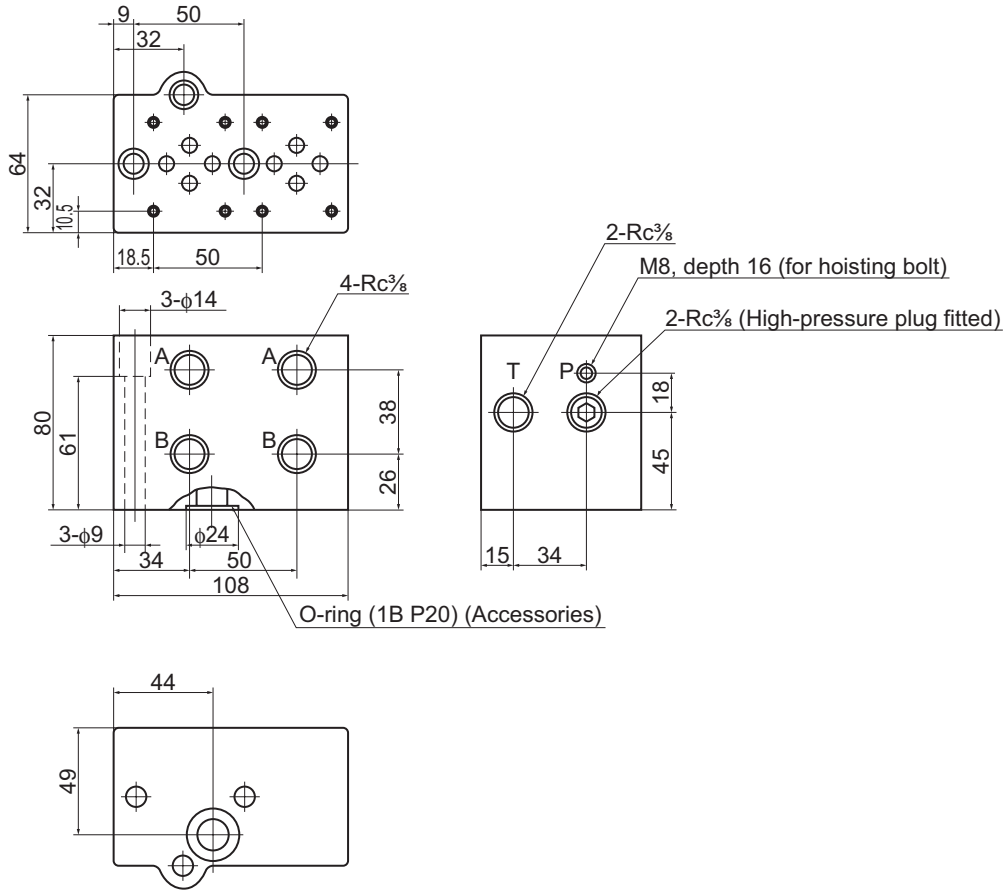 9
50
32
64
32
10.5
18.5
50
3-ϕ14
4-Rc⅜
A
A
B
B
80
61
38
26
3-ϕ9
ϕ24
34
50
108
O-ring (1B P20) (Accessories)
2-Rc⅜
M8, depth 16 (for hoisting bolt)
2-Rc⅜ (High-pressure plug fitted)
T
P
18
45
15
34
44
49